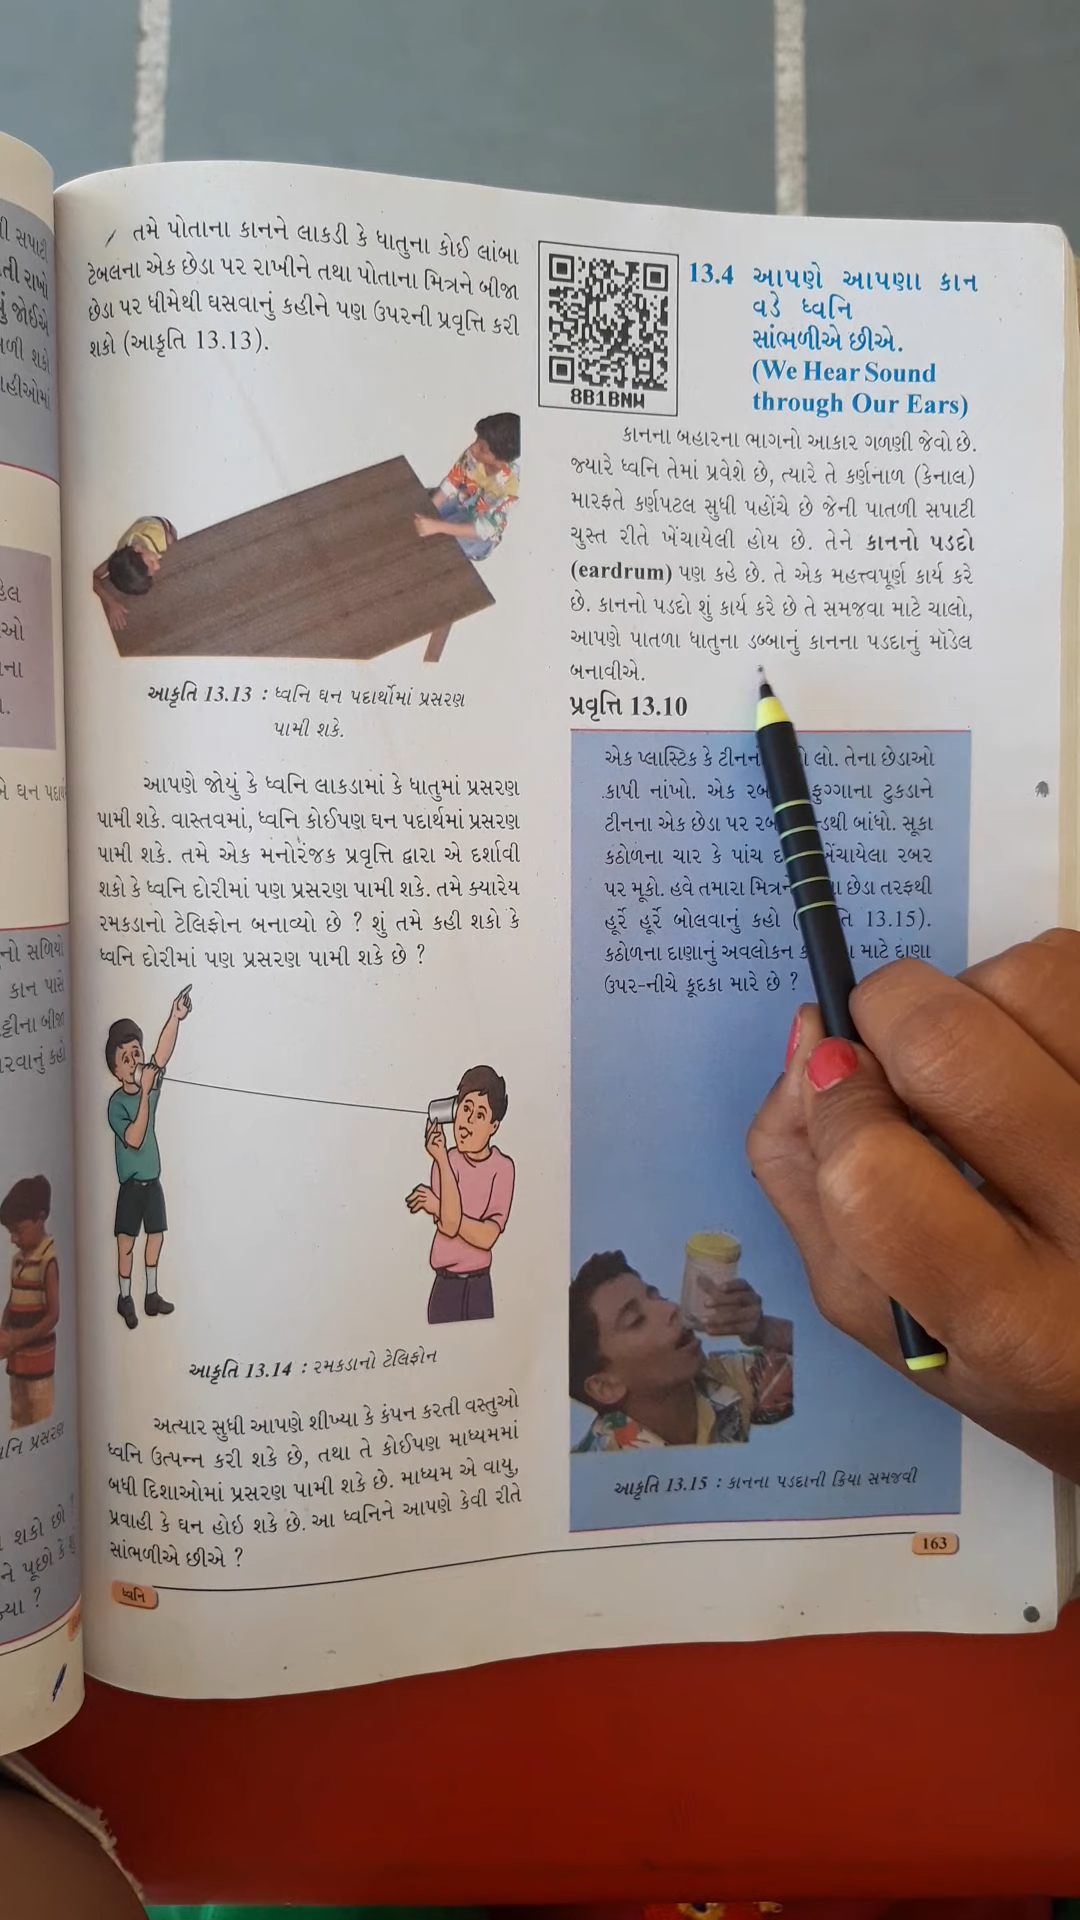 તમે પોતાના કાનને લાકડી કે ધાતુના કોઈ લાંબા
ટેબલના એક છેડા પર રાખીને તથા પોતાના મિત્રને બીજા
છેડા પર ધીમેથી ઘસવાનું કહીને પણ ઉપરની પ્રવૃત્તિ કરી
શકો (આકૃતિ 13.13).
આકૃતિ 13.13 : ધ્વનિ ઘન પદાર્થોમાં પ્રસરણ
પામી શકે.
આપણે જોયું કે ધ્વનિ લાકડામાં કે ધાતુમાં પ્રસરણ
પામી શકે. વાસ્તવમાં, ધ્વનિ કોઈપણ ઘન પદાર્થમાં પ્રસરણ
પામી શકે. તમે એક મનોરંજક પ્રવૃત્તિ દ્વારા એ દર્શાવી
શકો કે ધ્વનિ દોરીમાં પણ પ્રસરણ પામી શકે. તમે ક્યારેય
રમકડાનો ટેલિફોન બનાવ્યો છે ? શું તમે કહી શકો કે
ધ્વનિ દોરીમાં પણ પ્રસરણ પામી શકે છે ?
આકૃતિ 13.14 : રમકડાનો ટેલિફોન
અત્યાર સુધી આપણે શીખ્યા કે કંપન કરતી વસ્તુઓ
ધ્વનિ ઉત્પન્ન કરી શકે છે, તથા તે કોઈપણ માધ્યમમાં
બધી દિશાઓમાં પ્રસરણ પામી શકે છે. માધ્યમ એ વાયુ,
પ્રવાહી કે ઘન હોઇ શકે છે. આ ધ્વનિને આપણે કેવી રીતે
સાંભળીએ છીએ ?
ધ્વનિ
8B1BNW
13.4 આપણે આપણા કાન
વડે ધ્વનિ
સાંભળીએ છીએ.
(We Hear Sound
through Our Ears)
કાનના બહારના ભાગનો આકાર ગળણી જેવો છે.
જ્યારે ધ્વનિ તેમાં પ્રવેશે છે, ત્યારે તે કર્ણનાળ (કેનાલ)
મારફતે કર્ણપટલ સુધી પહોંચે છે જેની પાતળી સપાટી
ચુસ્ત રીતે ખેંચાયેલી હોય છે. તેને કાનનો પડદો
(eardrum) પણ કહે છે. તે એક મહત્ત્વપૂર્ણ કાર્ય કરે
છે. કાનનો પડદો શું કાર્ય કરે છે તે સમજવા માટે ચાલો,
આપણે પાતળા ધાતુના ડબ્બાનું કાનના પડદાનું મૉડેલ
બનાવીએ.
પ્રવૃત્તિ 13.10
એક પ્લાસ્ટિક કે ટીનન લો. તેના છેડાઓ
કાપી નાંખો. એક ફુગ્ગાના ટુકડાને
ટીનના એક છેડા પર બાંધો. સૂકા
કઠોળના ચાર કે પાંચ ખેંચાયેલા રબર
પર મૂકો. હવે તમારા મિત્રને છેડા તરફથી
હૂર્રે હૂર્રે બોલવાનું કહો 13.15).
કઠોળના દાણાનું અવલોકન માટે દાણા
ઉપર-નીચે કૂદકા મારે છે ?
આકૃતિ 13.15 : કાનના પડદાની ક્રિયા સમજવી
163